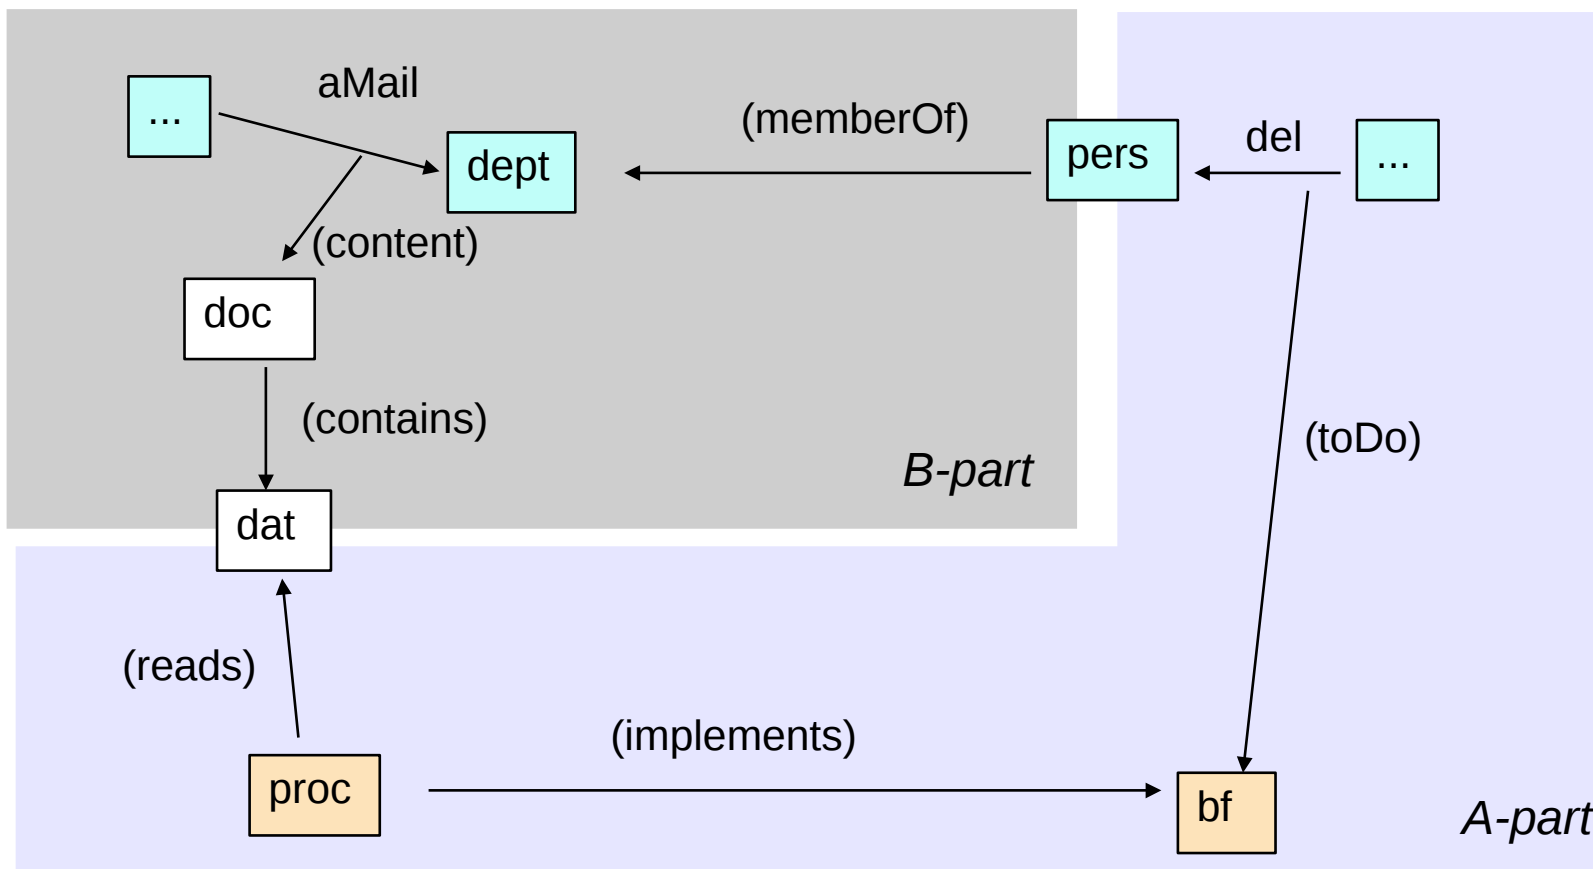 aMail
...
(memberOf)
del
dept
pers
...
(content)
doc
(contains)
(toDo)
B-part
dat
(reads)
(implements)
proc
bf
A-part